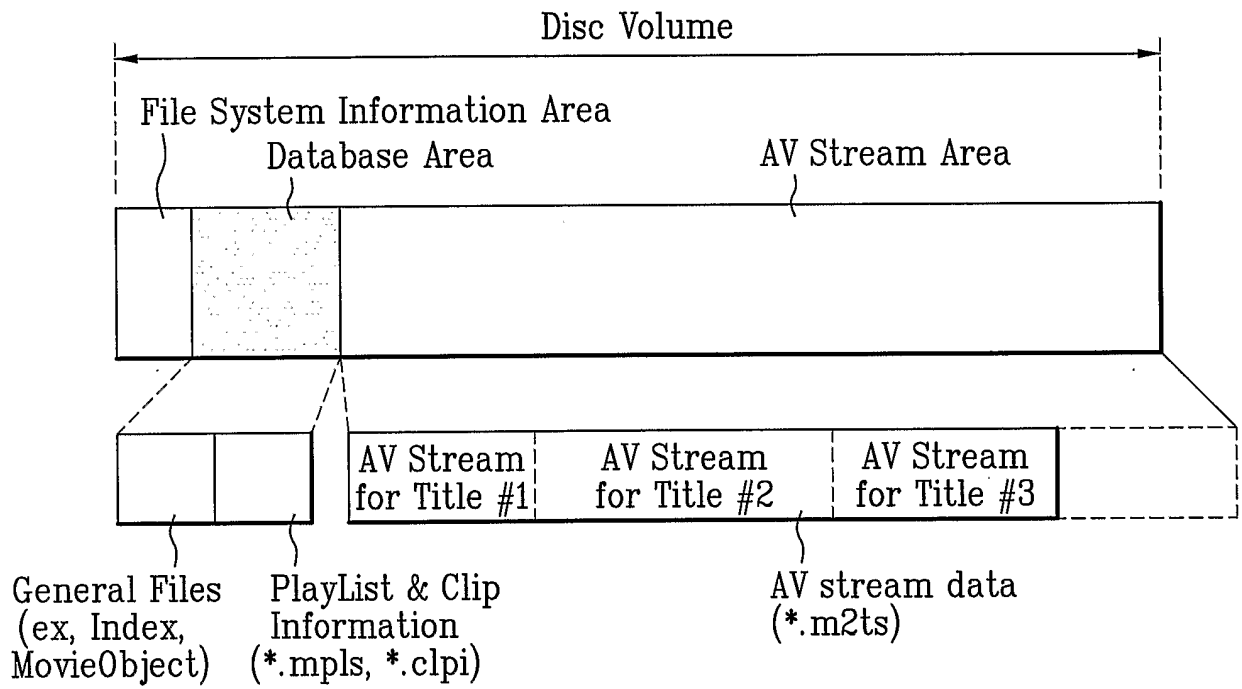 Disc Volume
File System Information Area
Database Area
AV Stream Area
AV Stream
for Title #1
AV Stream
for Title #2
AV Stream
for Title #3
General Files
(ex, Index,
MovieObject)
PlayList & Clip
Information
(*.mpls, *.clpi)
AV stream data
(*.m2ts)